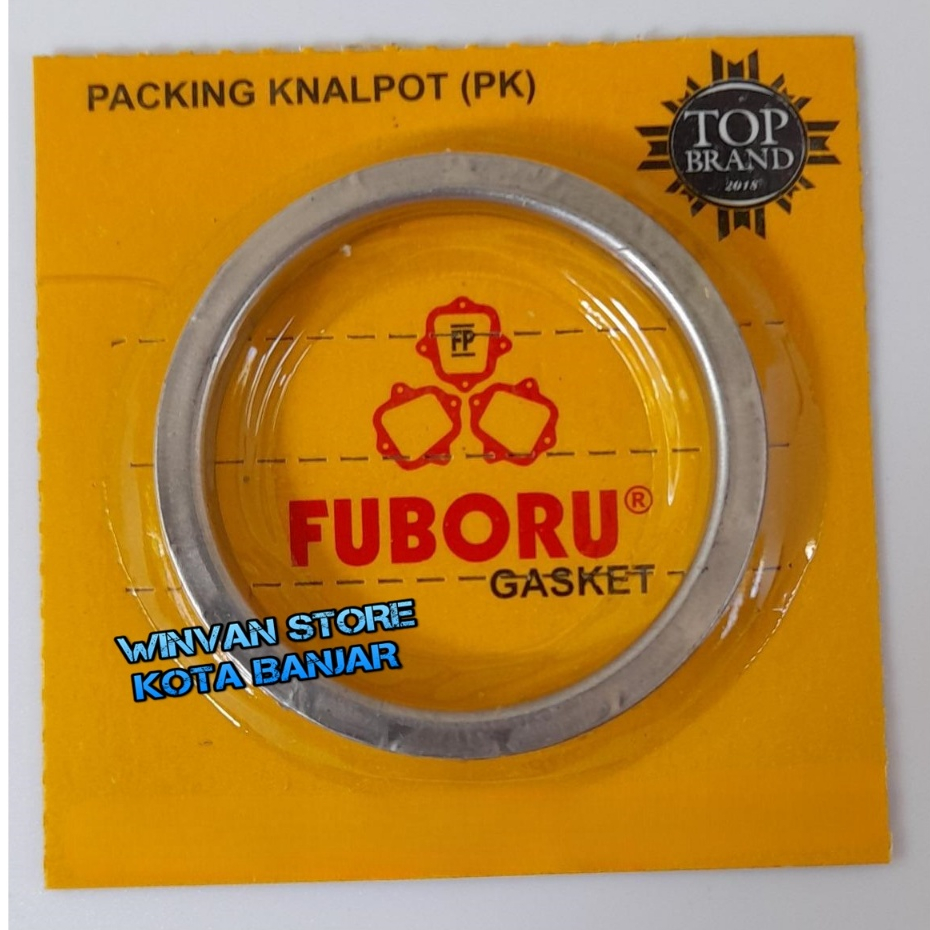 PACKING KNALPOT (PK)
TOP
BRAND
2018
FP
FUBORU®
GASKET
WINVAN STORE
KOTA BANJAR